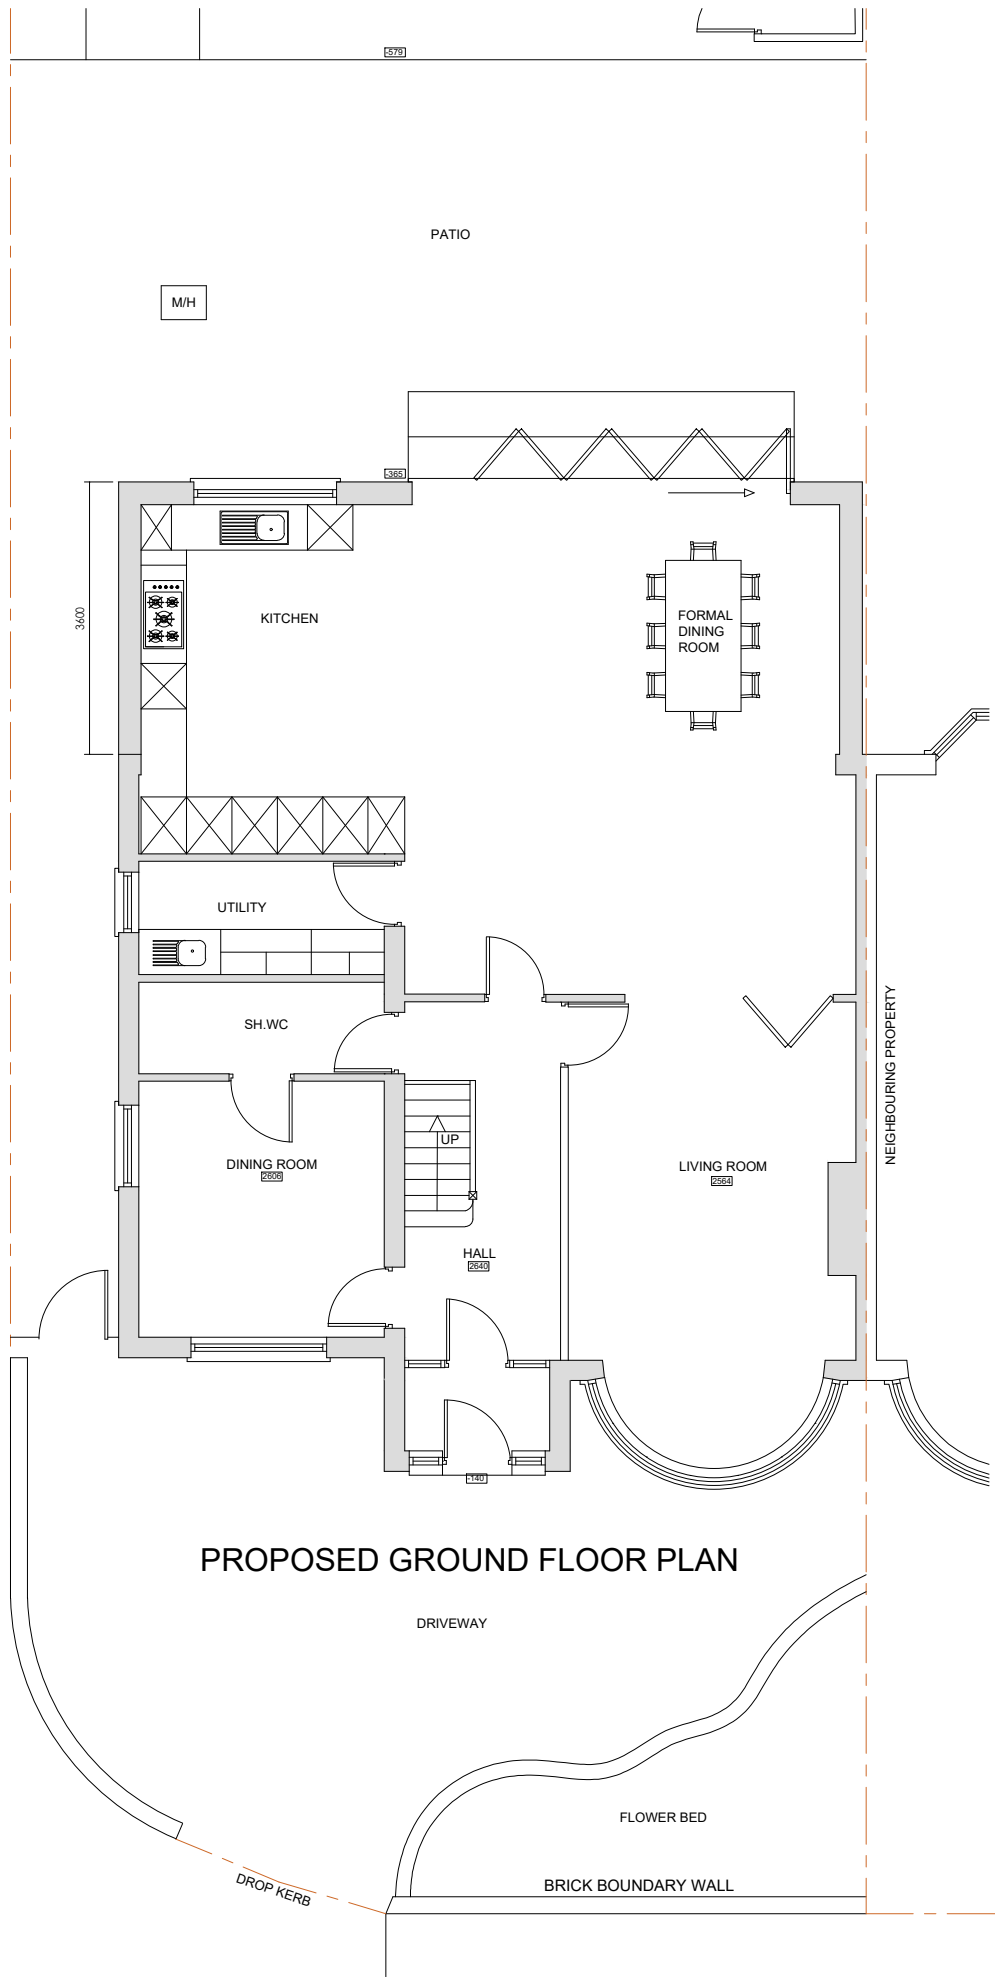 -579
PATIO
M/H
-365
3600
KITCHEN
FORMAL
DINING
ROOM
UTILITY
SH.WC
NEIGHBOURING PROPERTY
UP
DINING ROOM
2606
LIVING ROOM
2564
HALL
2640
-140
PROPOSED GROUND FLOOR PLAN
DRIVEWAY
FLOWER BED
DROP KERB
BRICK BOUNDARY WALL